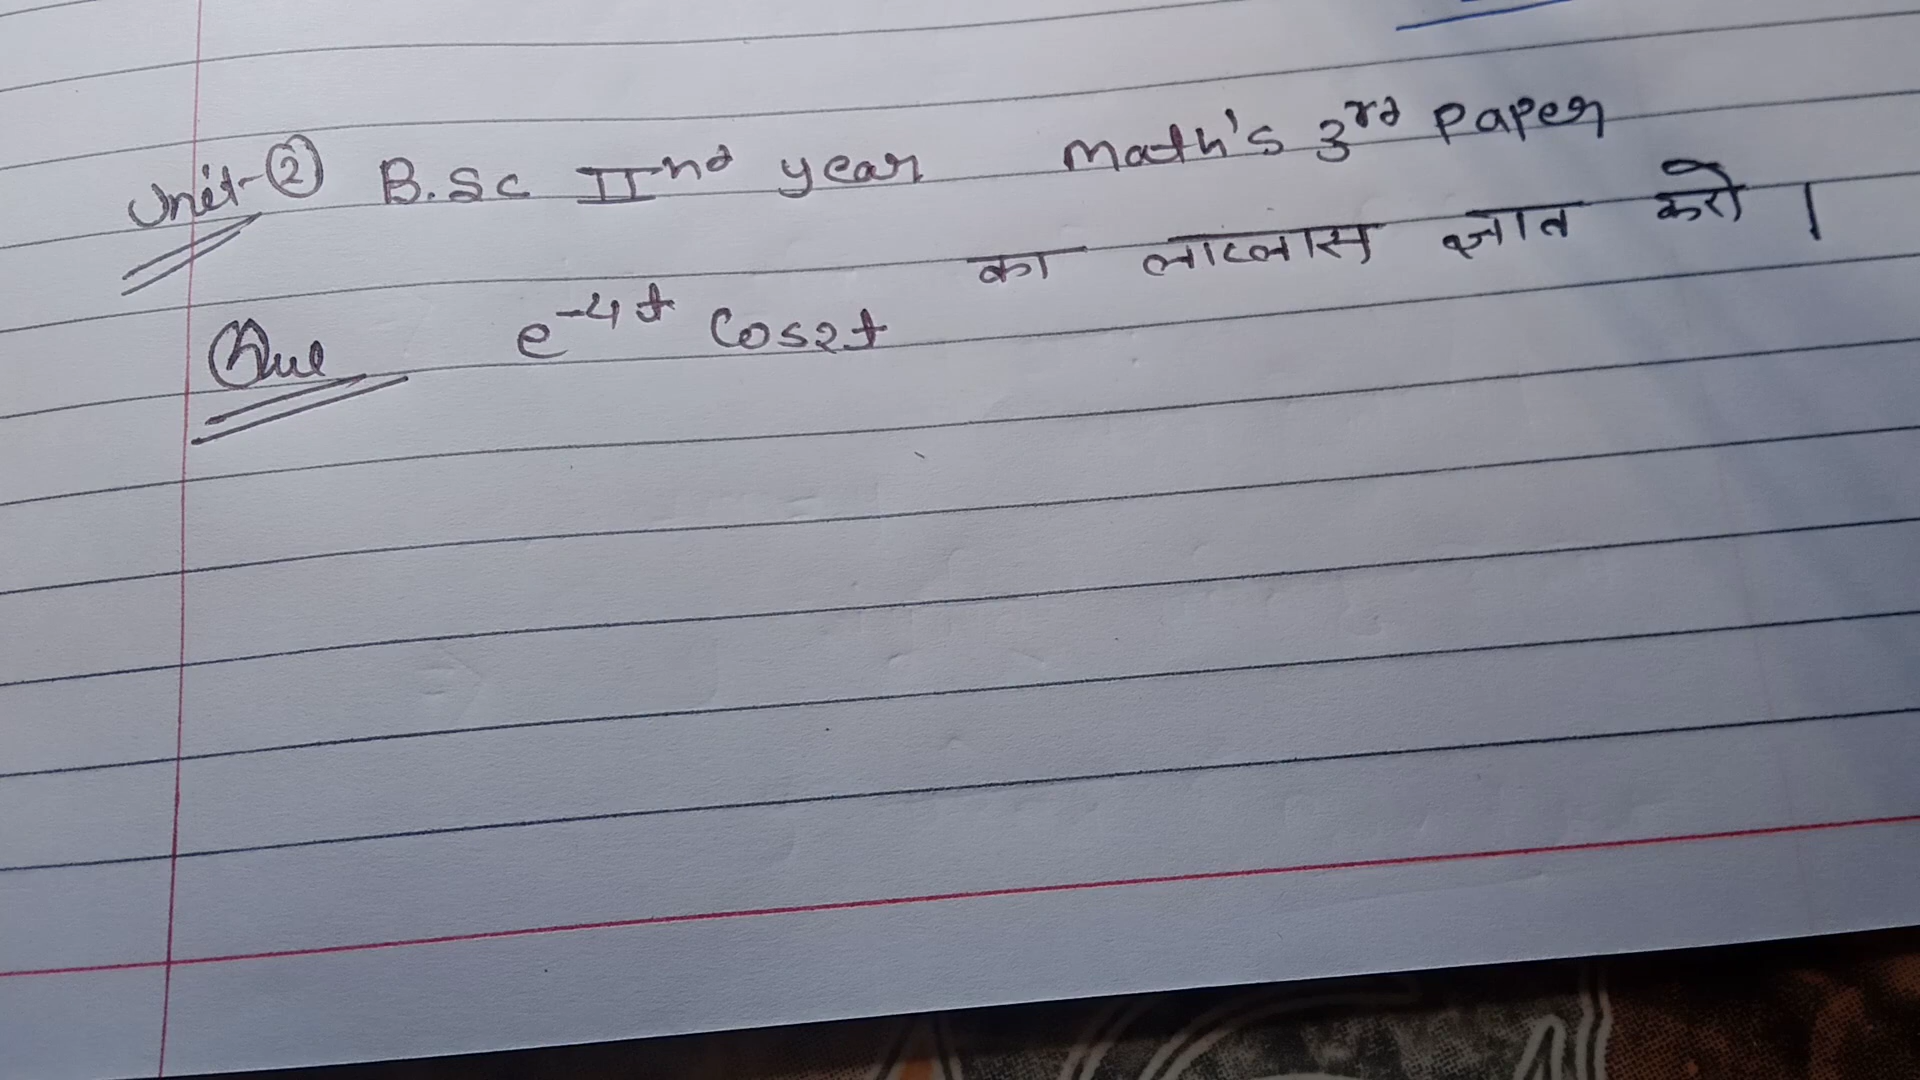 Unit-② B.Sc IInd year Math's 3rd Paper
Que e^-4t Cos2t का लाप्लास ज्ञात करो ।